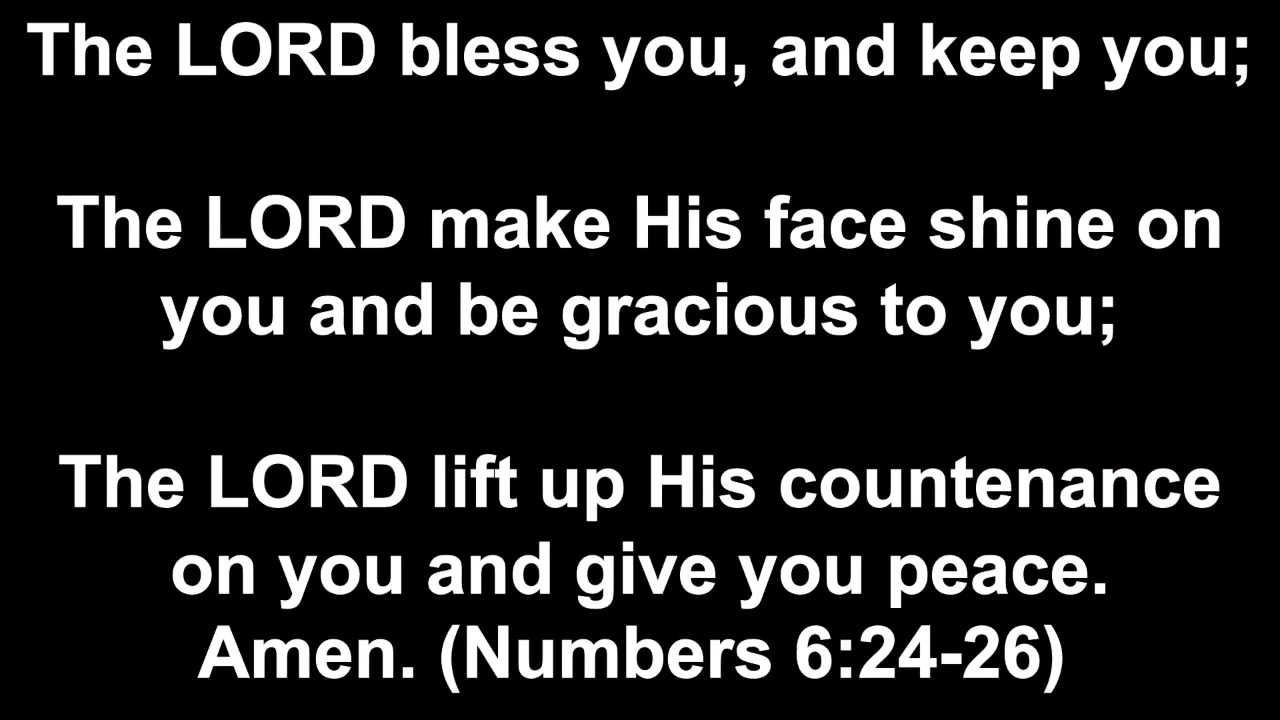 The LORD bless you, and keep you;
The LORD make His face shine on
you and be gracious to you;
The LORD lift up His countenance
on you and give you peace.
Amen. (Numbers 6:24-26)